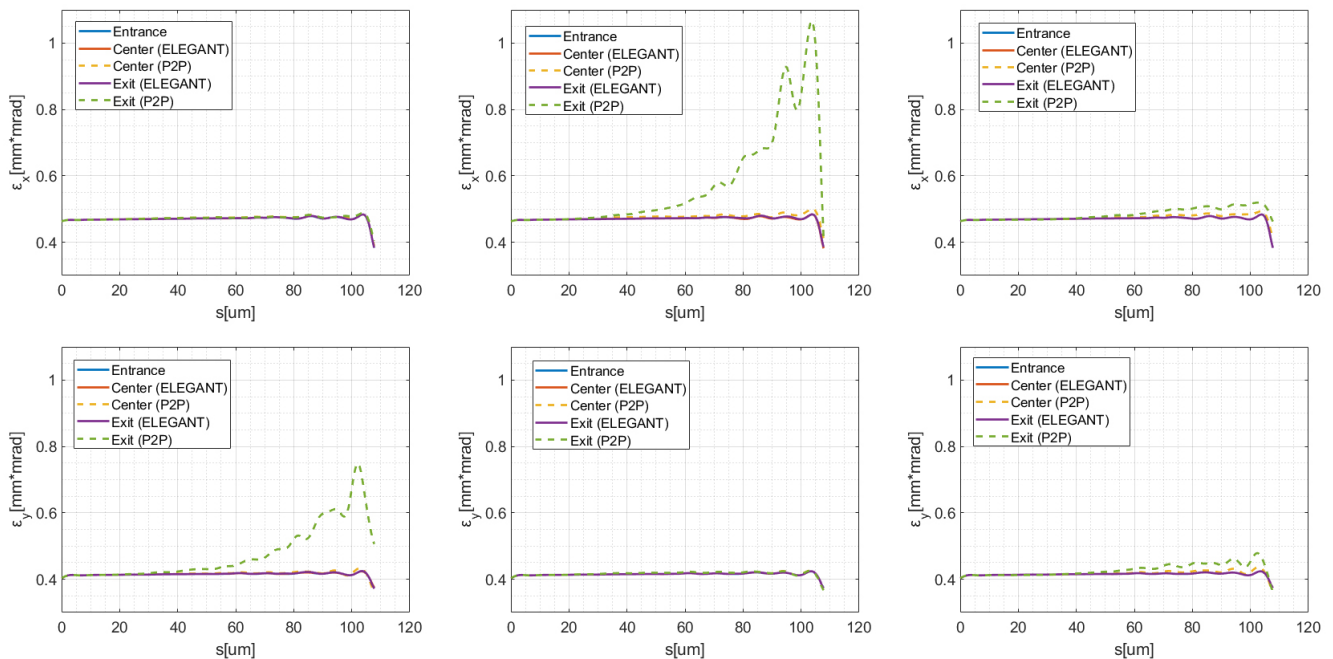 1
0.8
0.6
0.4
0 20 40 60 80 100 120
s[um]
ε_x[mm*mrad]
Entrance
Center (ELEGANT)
Center (P2P)
Exit (ELEGANT)
Exit (P2P)
1
0.8
0.6
0.4
0 20 40 60 80 100 120
s[um]
ε_x[mm*mrad]
Entrance
Center (ELEGANT)
Center (P2P)
Exit (ELEGANT)
Exit (P2P)
1
0.8
0.6
0.4
0 20 40 60 80 100 120
s[um]
ε_x[mm*mrad]
Entrance
Center (ELEGANT)
Center (P2P)
Exit (ELEGANT)
Exit (P2P)
1
0.8
0.6
0.4
0 20 40 60 80 100 120
s[um]
ε_y[mm*mrad]
Entrance
Center (ELEGANT)
Center (P2P)
Exit (ELEGANT)
Exit (P2P)
1
0.8
0.6
0.4
0 20 40 60 80 100 120
s[um]
ε_y[mm*mrad]
Entrance
Center (ELEGANT)
Center (P2P)
Exit (ELEGANT)
Exit (P2P)
1
0.8
0.6
0.4
0 20 40 60 80 100 120
s[um]
ε_y[mm*mrad]
Entrance
Center (ELEGANT)
Center (P2P)
Exit (ELEGANT)
Exit (P2P)